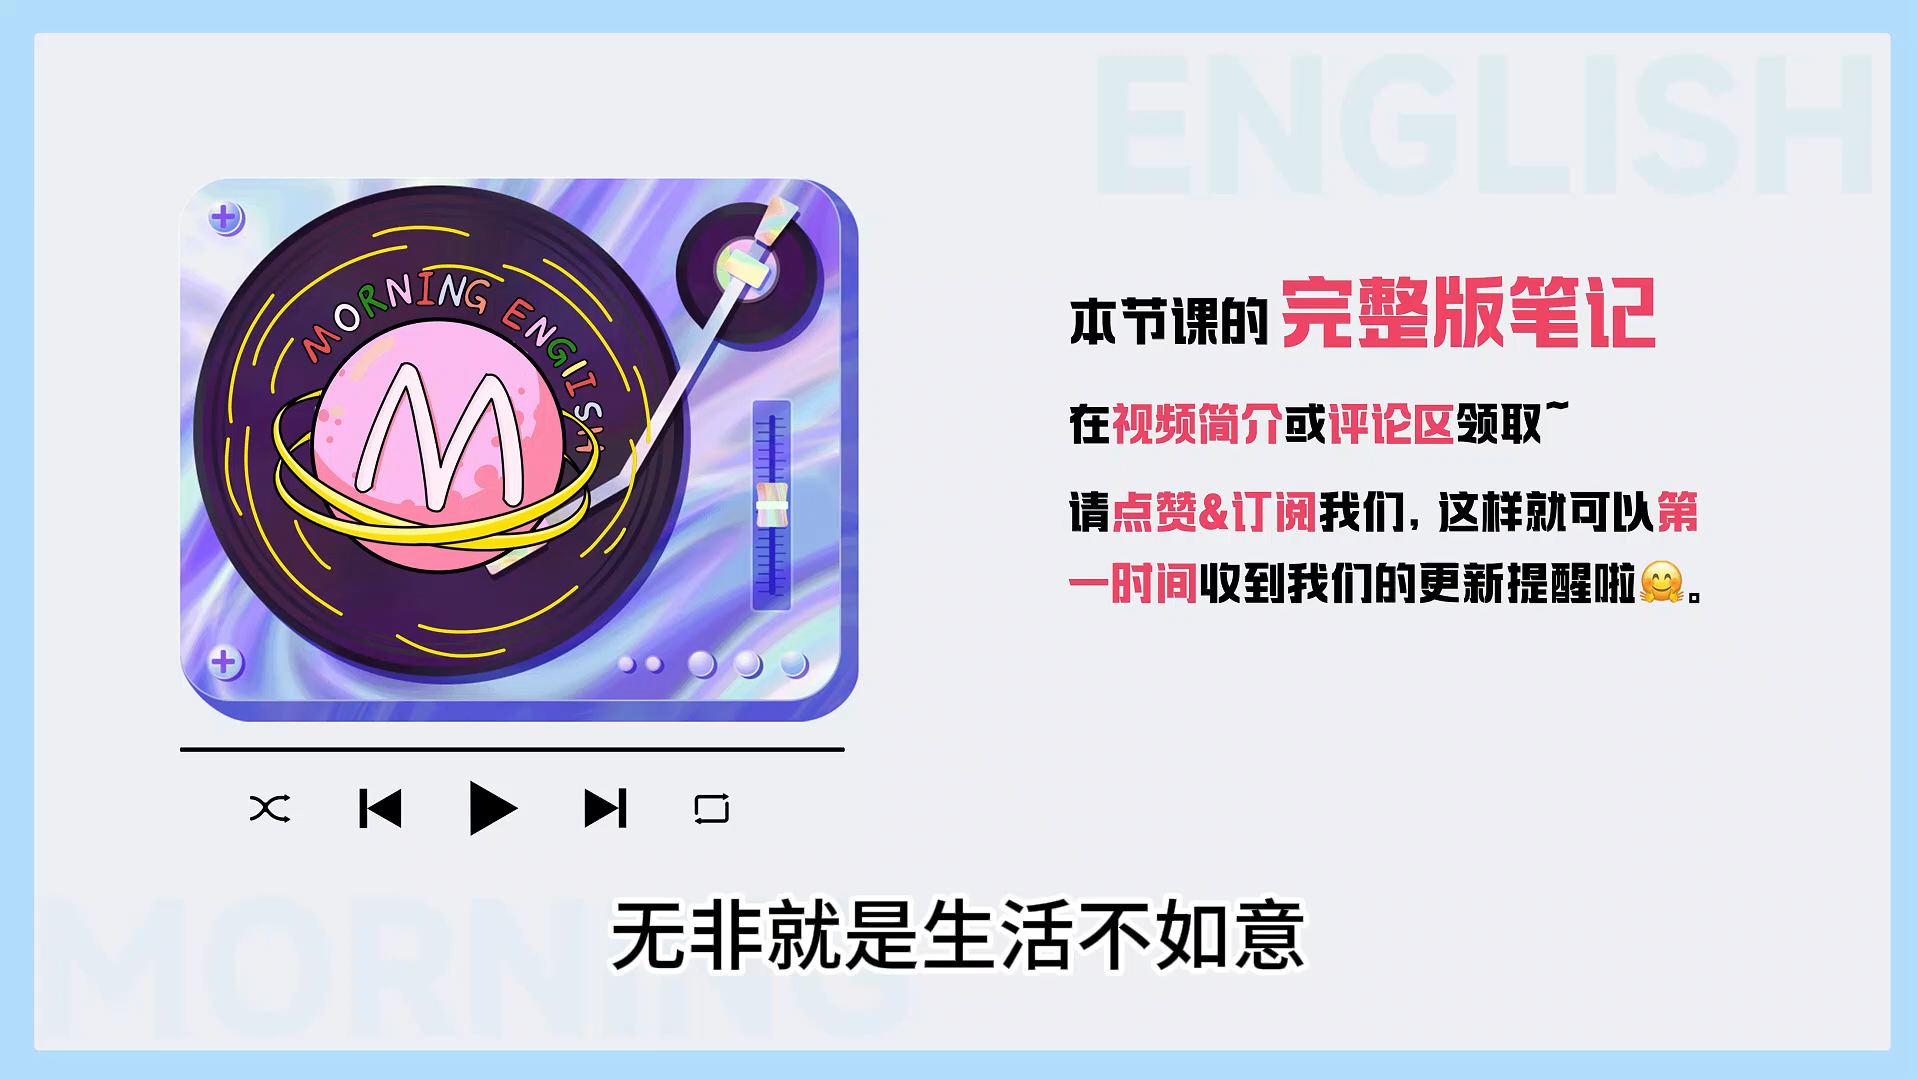 ENGLISH
MORNING ENGlISH
M
本节课的 完整版笔记
在视频简介或评论区领取~
请点赞&订阅我们，这样就可以第
一时间收到我们的更新提醒啦🤗。
无非就是生活不如意
MORNING